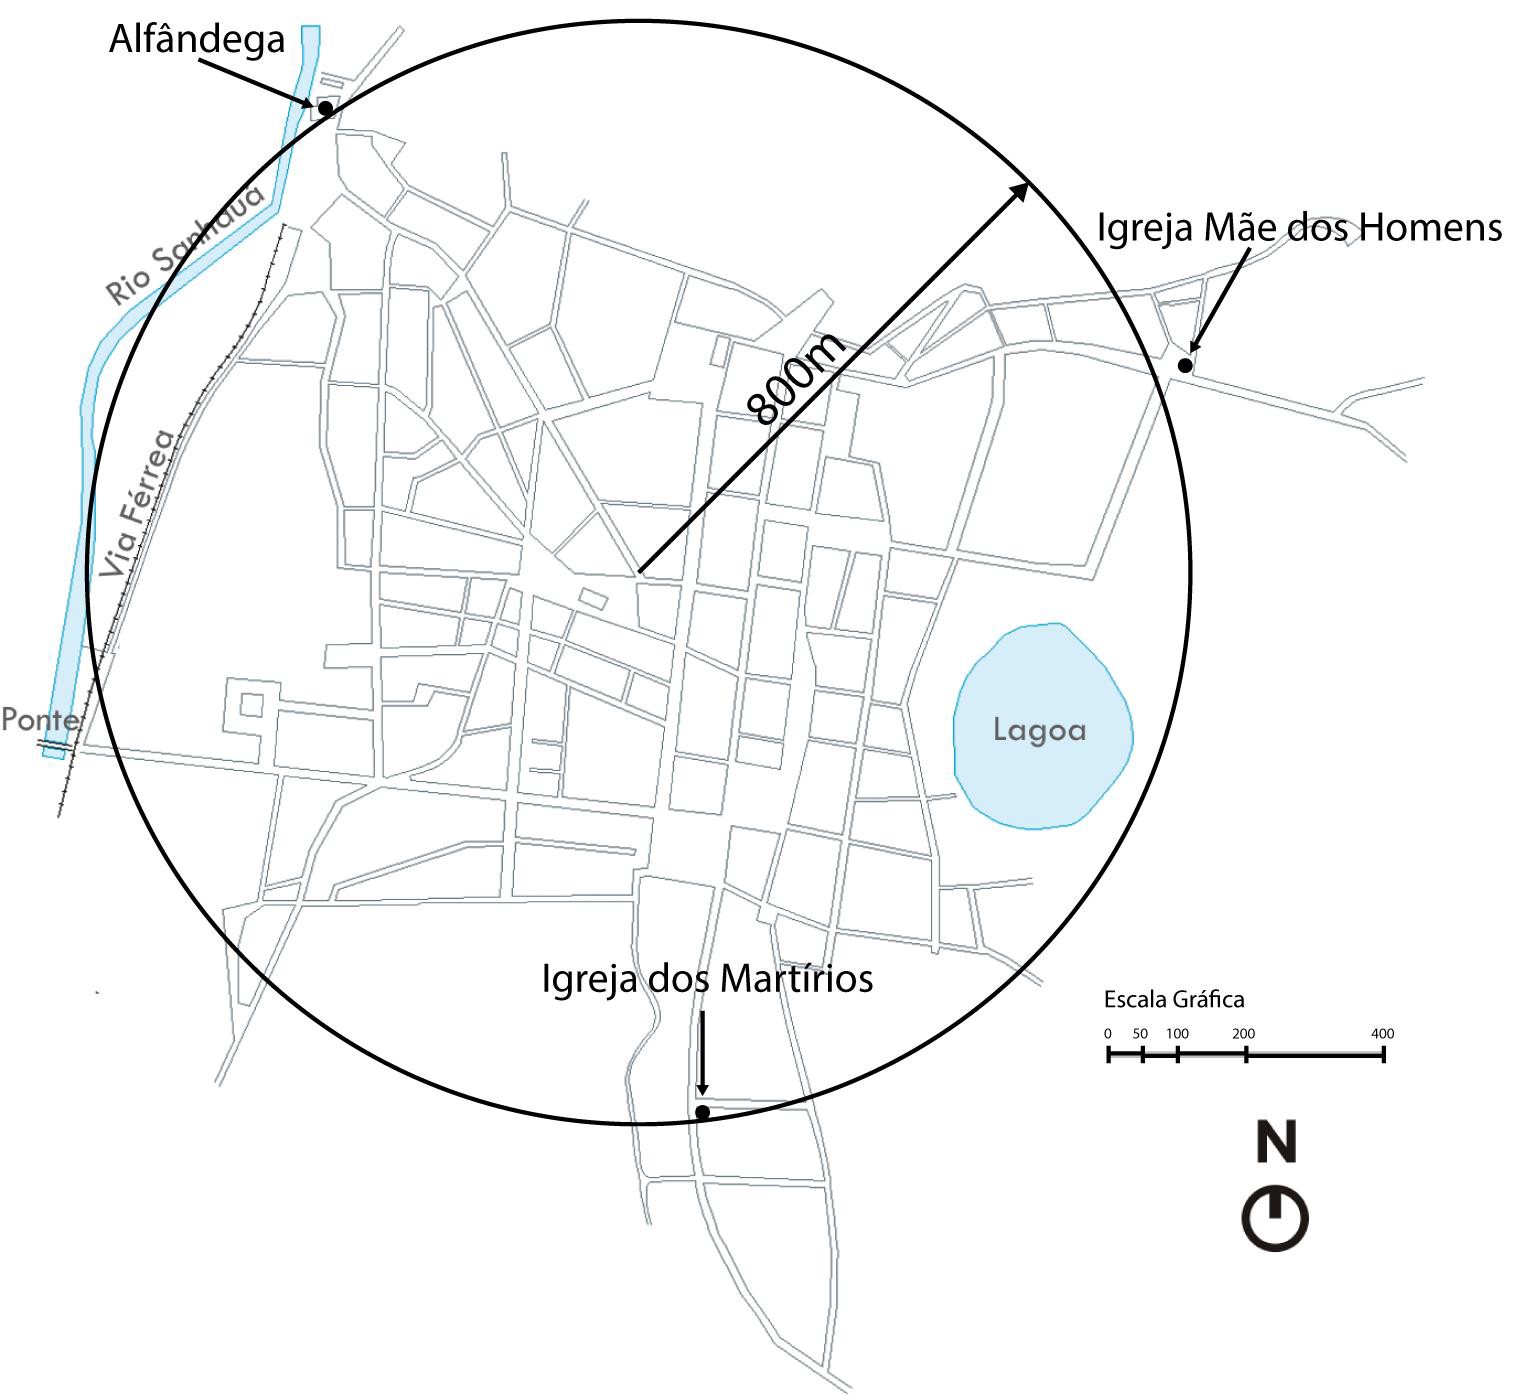 Alfândega
Igreja Mãe dos Homens
Rio Sanhauá
800m
Via Férrea
Ponte
Lagoa
Igreja dos Martírios
Escala Gráfica
0 50 100 200 400
N